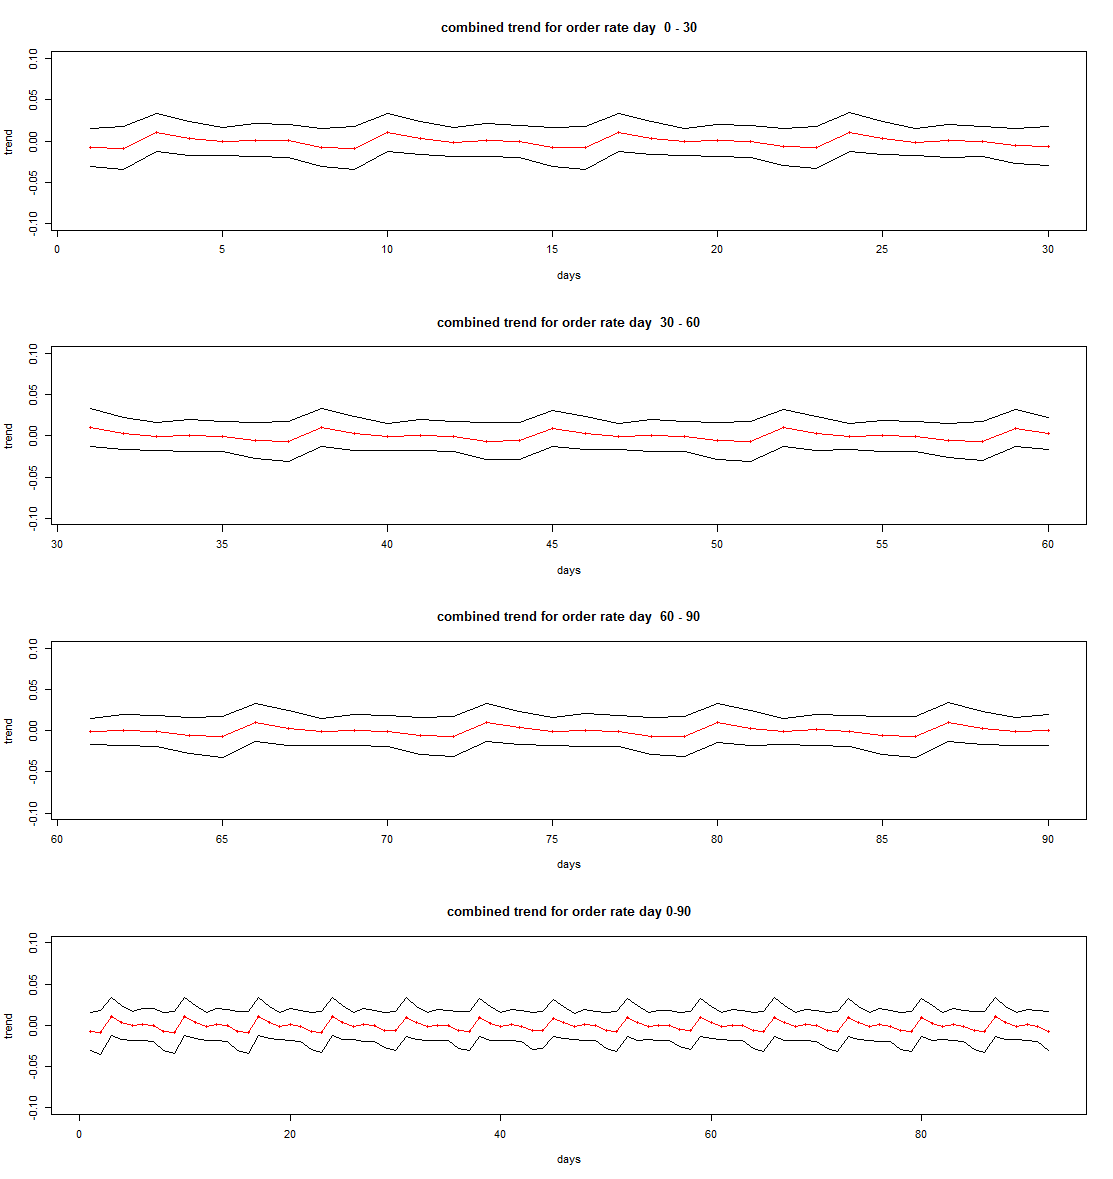 combined trend for order rate day  0 - 30
trend
0.10
0.05
0.00
-0.05
-0.10
0 5 10 15 20 25 30
days
combined trend for order rate day  30 - 60
trend
0.10
0.05
0.00
-0.05
-0.10
30 35 40 45 50 55 60
days
combined trend for order rate day  60 - 90
trend
0.10
0.05
0.00
-0.05
-0.10
60 65 70 75 80 85 90
days
combined trend for order rate day 0-90
trend
0.10
0.05
0.00
-0.05
-0.10
0 20 40 60 80
days